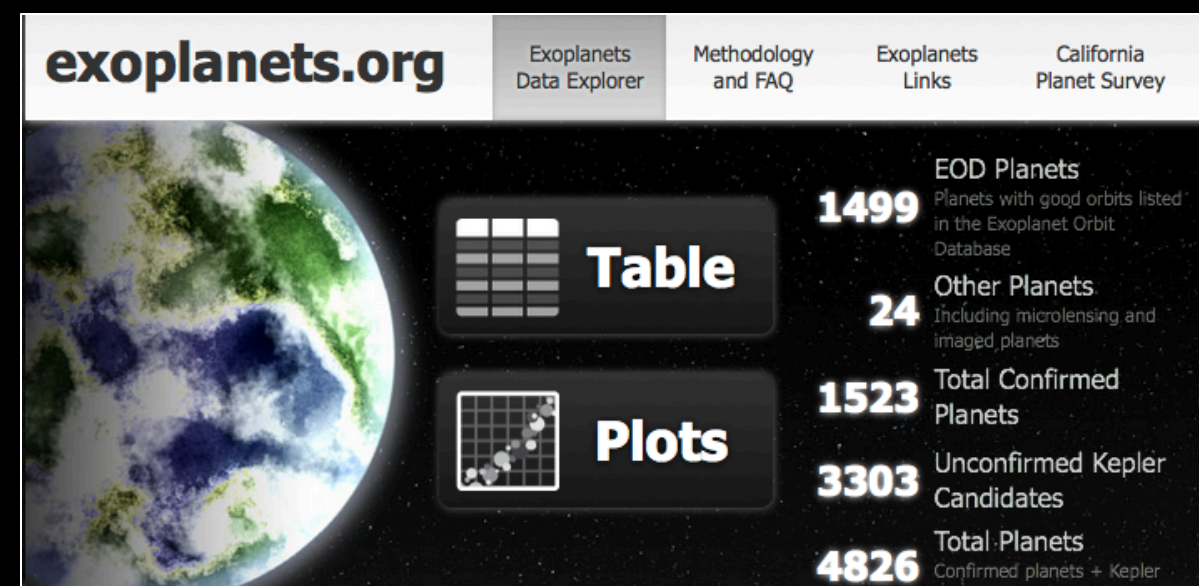 exoplanets.org
Exoplanets
Data Explorer
Methodology
and FAQ
Exoplanets
Links
California
Planet Survey
Table
Plots
1499
EOD Planets
Planets with good orbits listed
in the Exoplanet Orbit
Database
24
Other Planets
Including microlensing and
imaged planets
1523
Total Confirmed
Planets
3303
Unconfirmed Kepler
Candidates
4826
Total Planets
Confirmed planets + Kepler